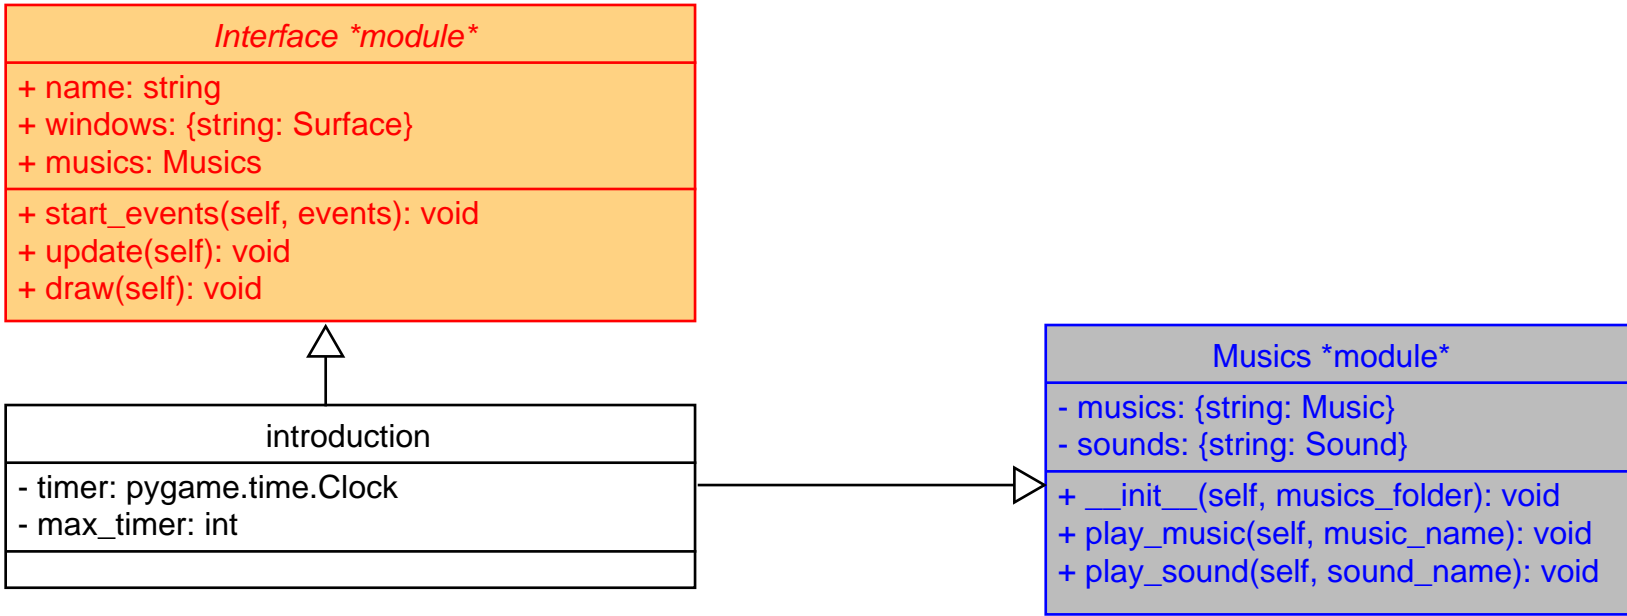 Interface *module*
+ name: string
+ windows: {string: Surface}
+ musics: Musics
+ start_events(self, events): void
+ update(self): void
+ draw(self): void
introduction
- timer: pygame.time.Clock
- max_timer: int
Musics *module*
- musics: {string: Music}
- sounds: {string: Sound}
+ __init__(self, musics_folder): void
+ play_music(self, music_name): void
+ play_sound(self, sound_name): void